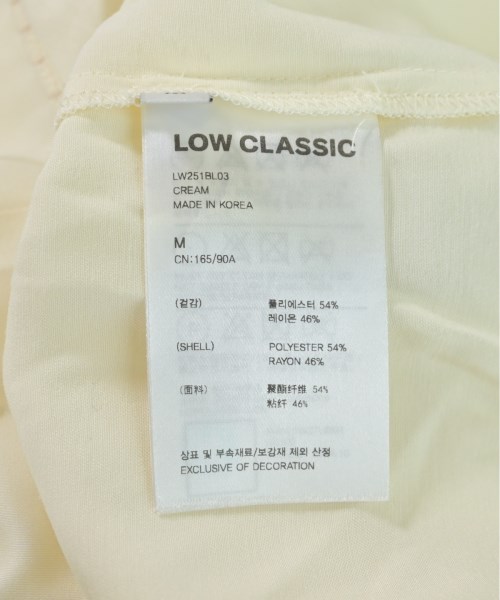 LOW CLASSIC
LW251BL03
CREAM
MADE IN KOREA
M
CN:165/90A
(겉감) 폴리에스터 54%
레이온 46%
(SHELL) POLYESTER 54%
RAYON 46%
(面料) 聚酯纤维 54%
粘纤 46%
상표 및 부속재료/보강재 제외 산정
EXCLUSIVE OF DECORATION